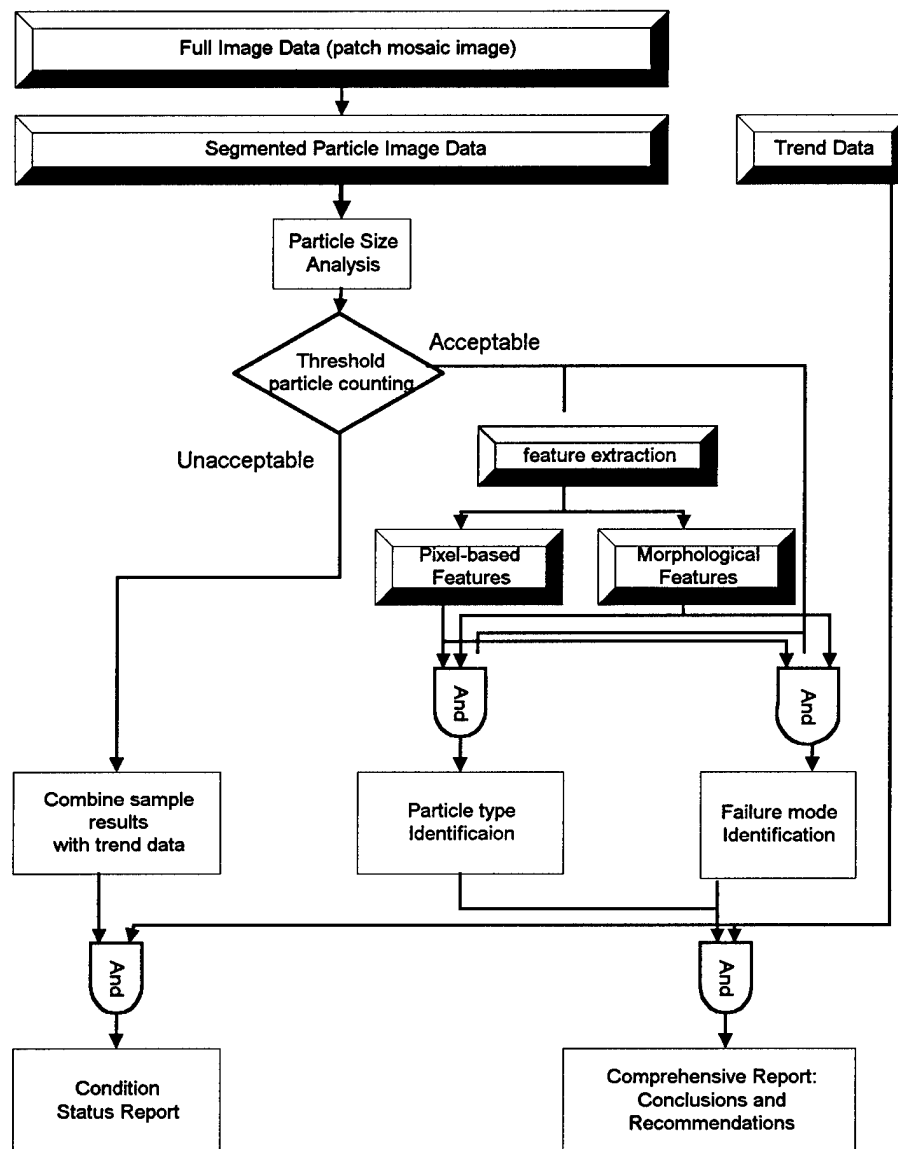 Full Image Data (patch mosaic image)
Segmented Particle Image Data
Trend Data
Particle Size
Analysis
Threshold
particle counting
Acceptable
Unacceptable
feature extraction
Pixel-based
Features
Morphological
Features
And
And
Combine sample
results
with trend data
Particle type
Identificaion
Failure mode
Identification
And
And
Condition
Status Report
Comprehensive Report:
Conclusions and
Recommendations